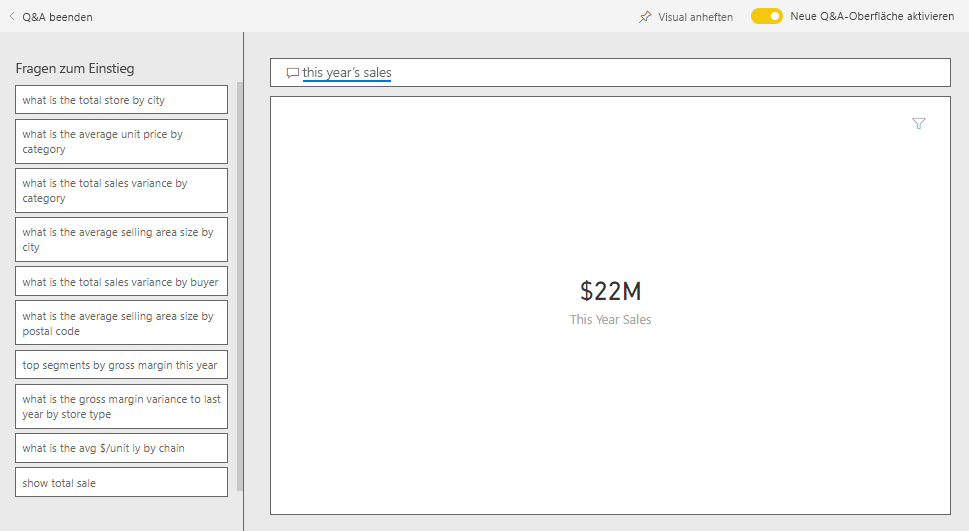 Q&A beenden
Visual anheften
Neue Q&A-Oberfläche aktivieren
Fragen zum Einstieg
what is the total store by city
what is the average unit price by
category
what is the total sales variance by
category
what is the average selling area size by
city
what is the total sales variance by buyer
what is the average selling area size by
postal code
top segments by gross margin this year
what is the gross margin variance to last
year by store type
what is the avg $/unit ly by chain
show total sale
this year's sales
$22M
This Year Sales